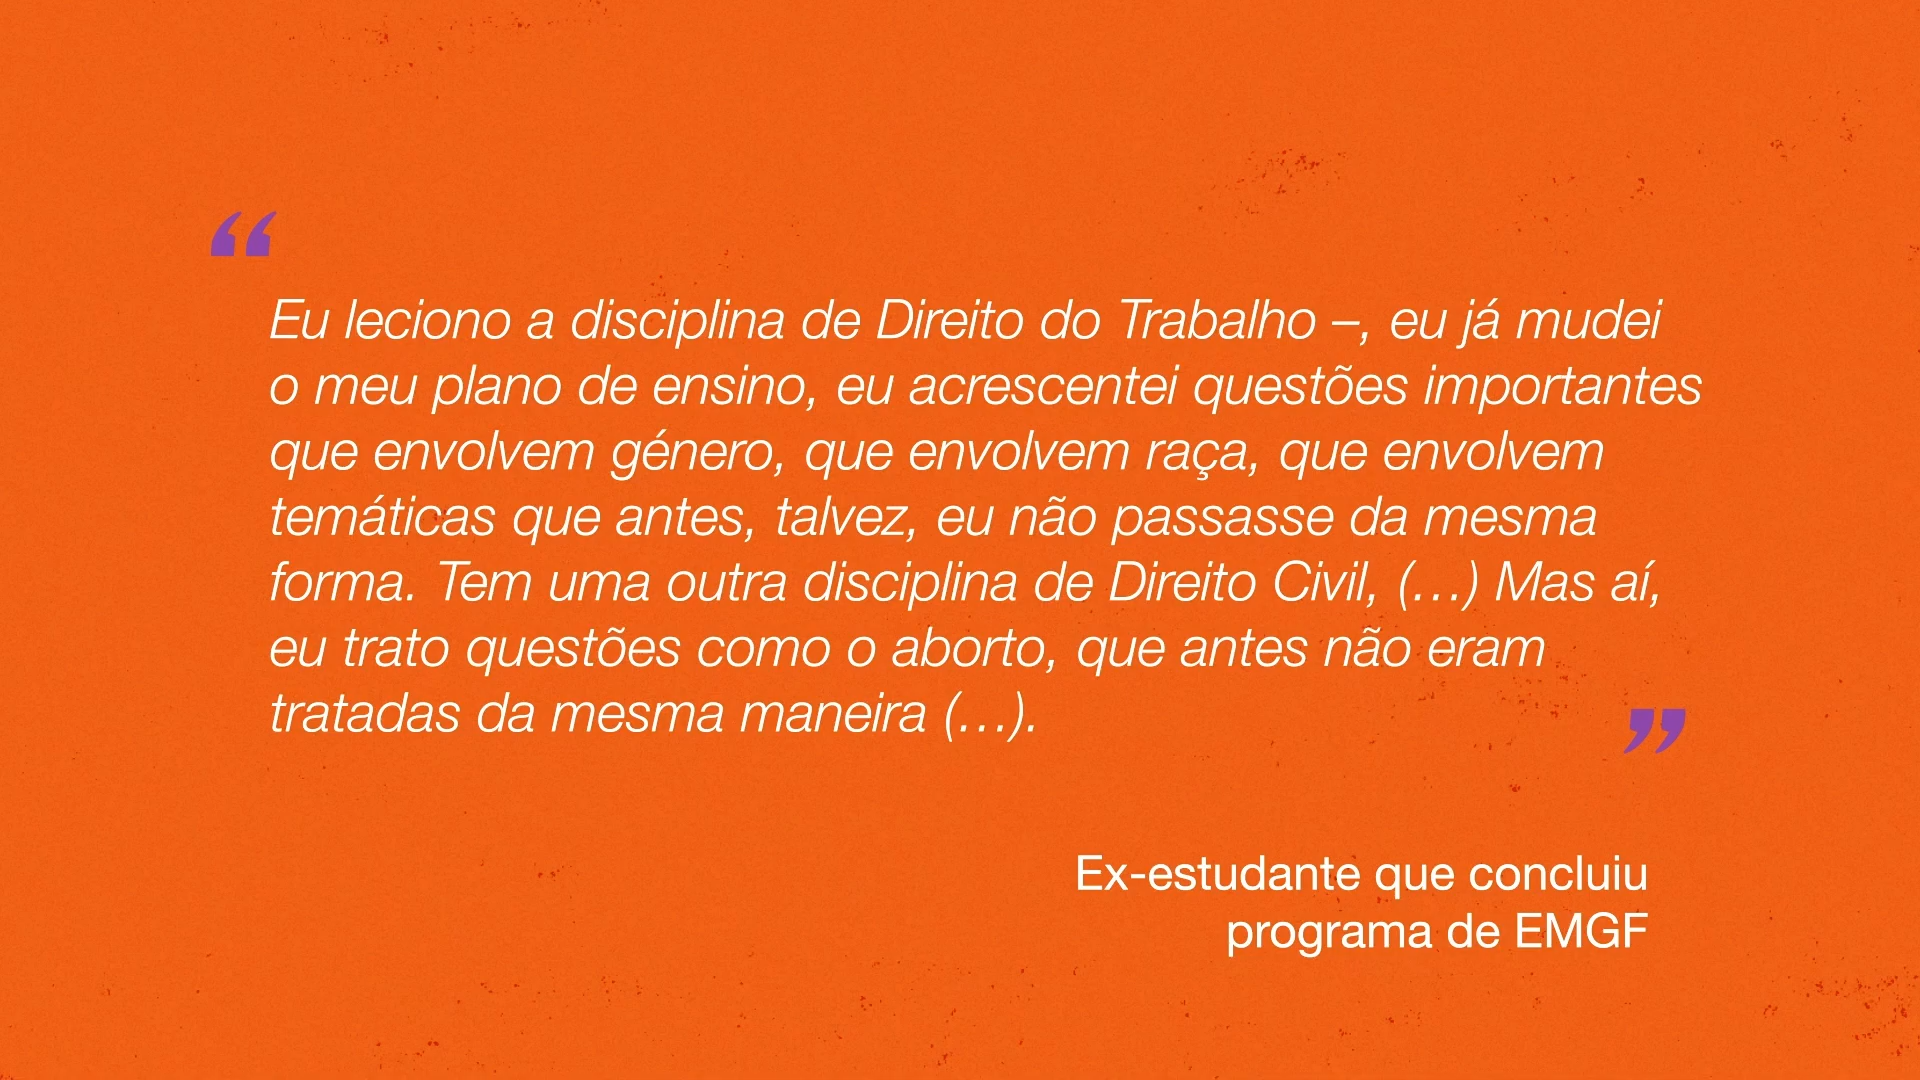 “
Eu leciono a disciplina de Direito do Trabalho –, eu já mudei
o meu plano de ensino, eu acrescentei questões importantes
que envolvem género, que envolvem raça, que envolvem
temáticas que antes, talvez, eu não passasse da mesma
forma. Tem uma outra disciplina de Direito Civil, (…) Mas aí,
eu trato questões como o aborto, que antes não eram
tratadas da mesma maneira (…).
”
Ex-estudante que concluiu
programa de EMGF